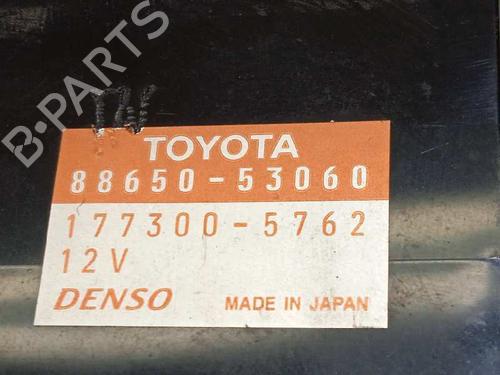 B-PARTS
TOYOTA
88650-53060
177300-5762
12V
DENSO MADE IN JAPAN